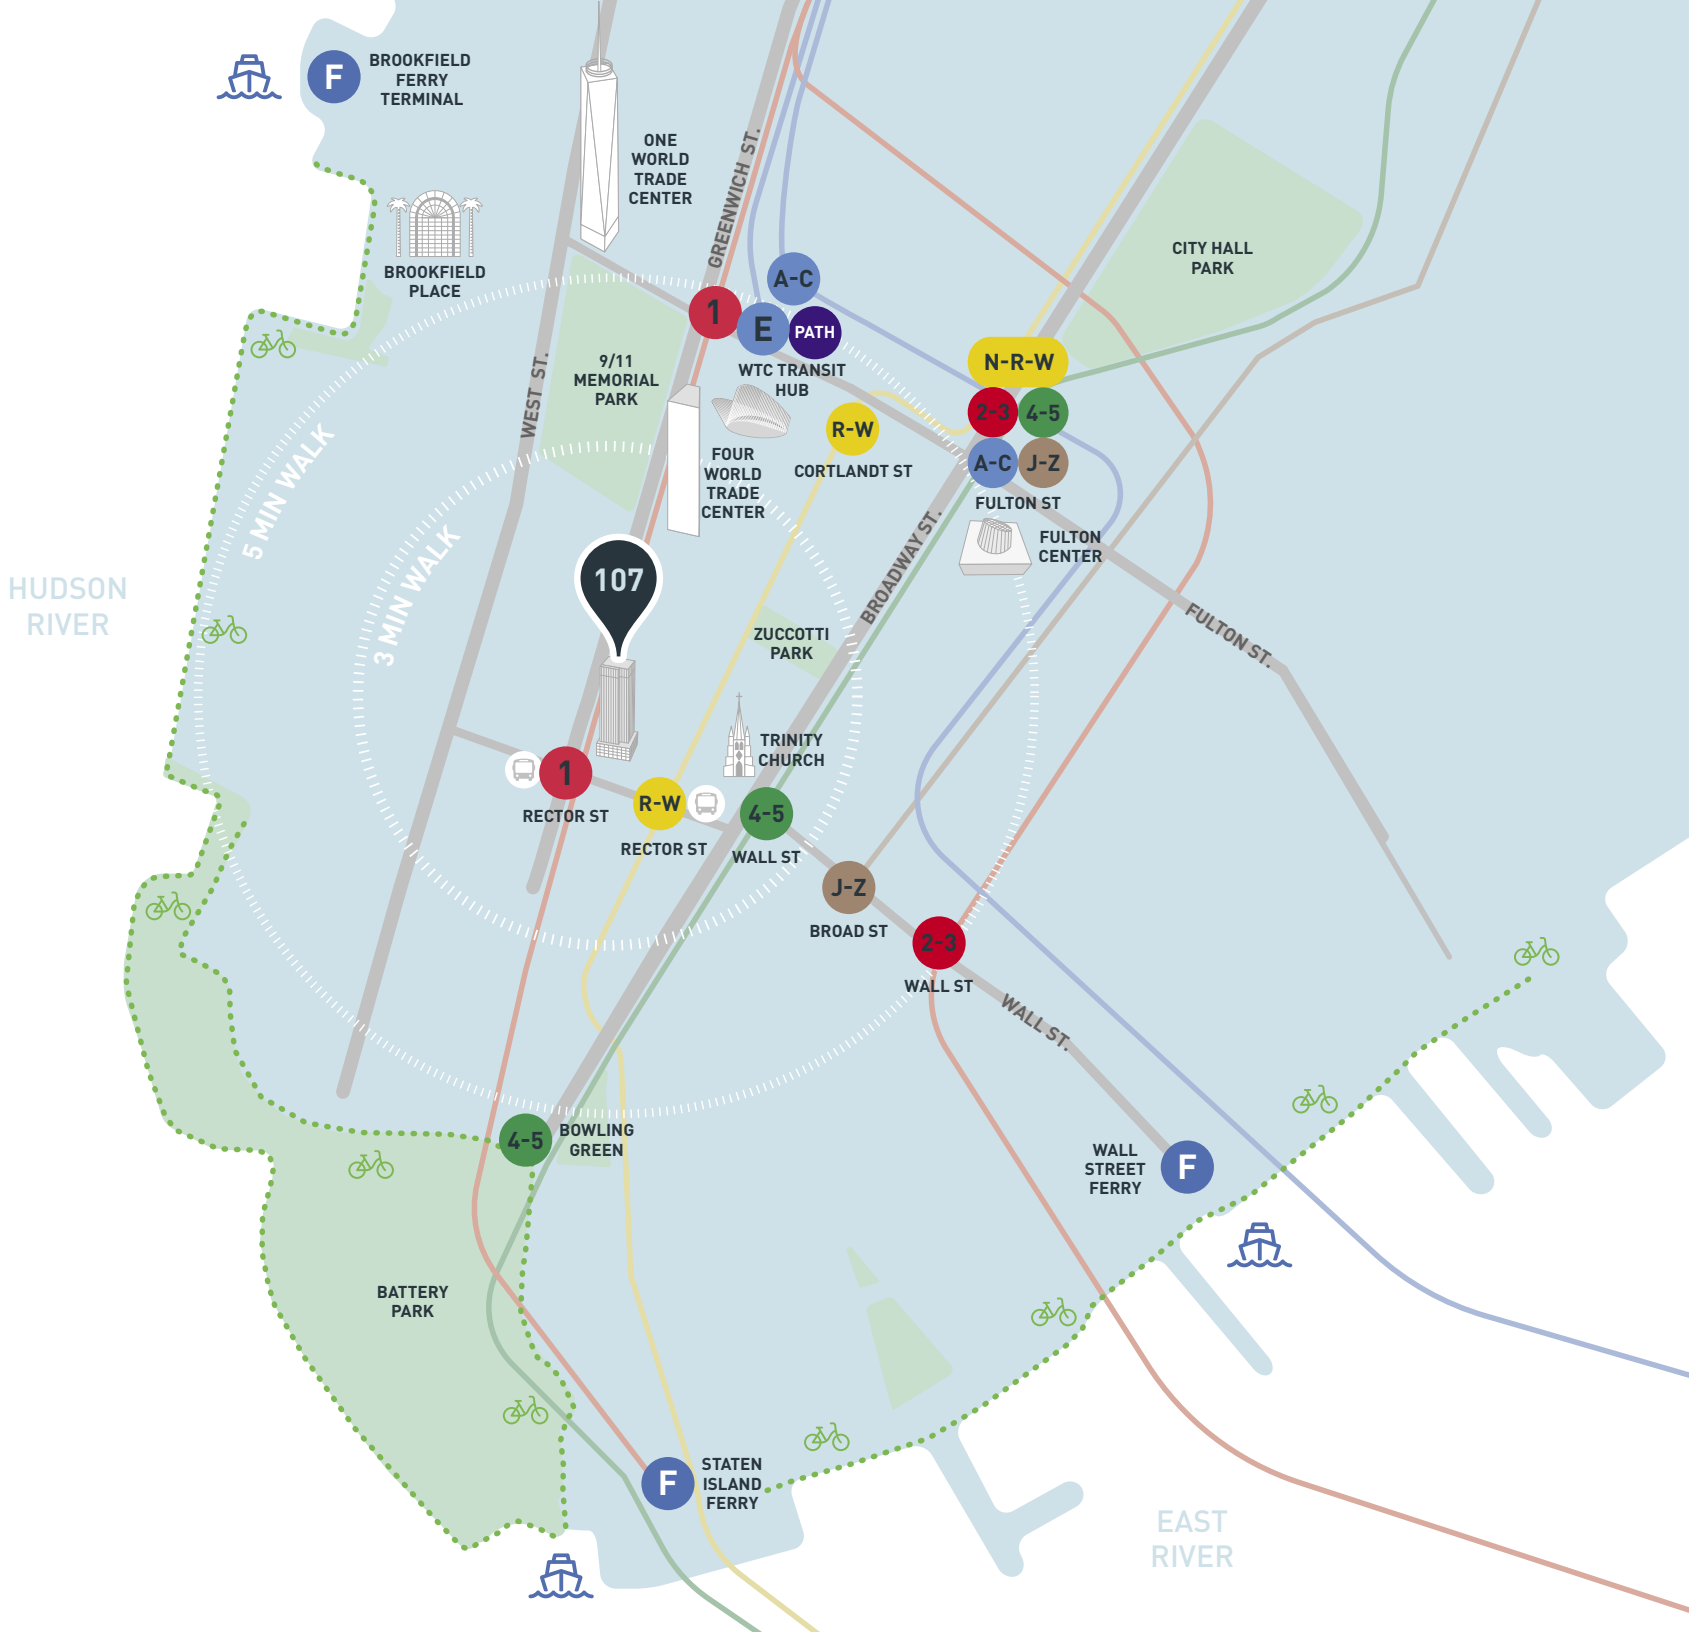 F
BROOKFIELD
FERRY
TERMINAL
ONE
WORLD
TRADE
CENTER
GREENWICH ST.
BROOKFIELD
PLACE
CITY HALL
PARK
A-C
1
E
PATH
WTC TRANSIT
HUB
N-R-W
2-3
4-5
A-C
J-Z
FULTON ST
9/11
MEMORIAL
PARK
WEST ST.
R-W
CORTLANDT ST
FOUR
WORLD
TRADE
CENTER
FULTON
CENTER
5 MIN WALK
3 MIN WALK
BROADWAY ST.
HUDSON
RIVER
107
FULTON ST.
ZUCCOTTI
PARK
TRINITY
CHURCH
1
RECTOR ST
R-W
RECTOR ST
4-5
WALL ST
J-Z
BROAD ST
2-3
WALL ST
WALL ST.
4-5
BOWLING
GREEN
WALL
STREET
FERRY
F
BATTERY
PARK
F
STATEN
ISLAND
FERRY
EAST
RIVER